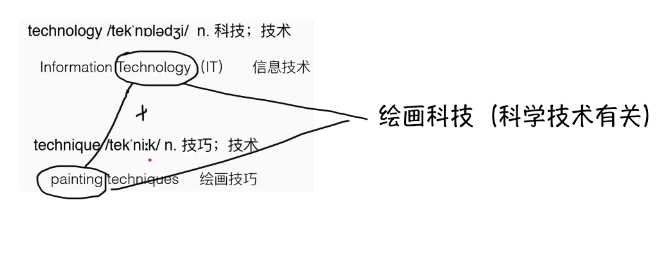 technology /tekˈnɒlədʒi/ n. 科技；技术
Information Technology (IT) 信息技术
绘画科技（科学技术有关）
technique /tekˈniːk/ n. 技巧；技术
painting techniques 绘画技巧